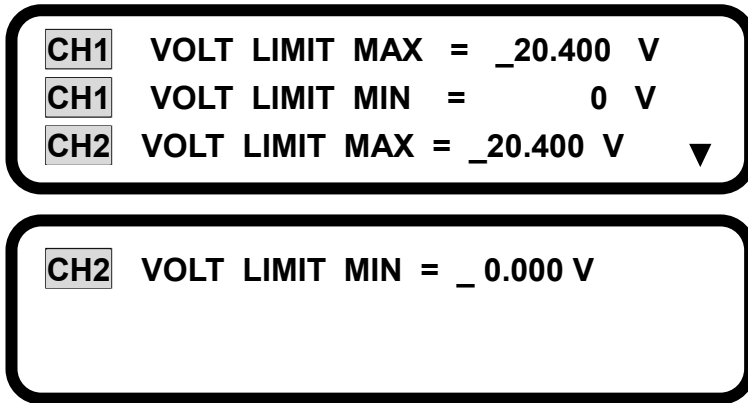 CH1 VOLT LIMIT MAX = _20.400 V
CH1 VOLT LIMIT MIN = 0 V
CH2 VOLT LIMIT MAX = _20.400 V ▼
CH2 VOLT LIMIT MIN = _ 0.000 V